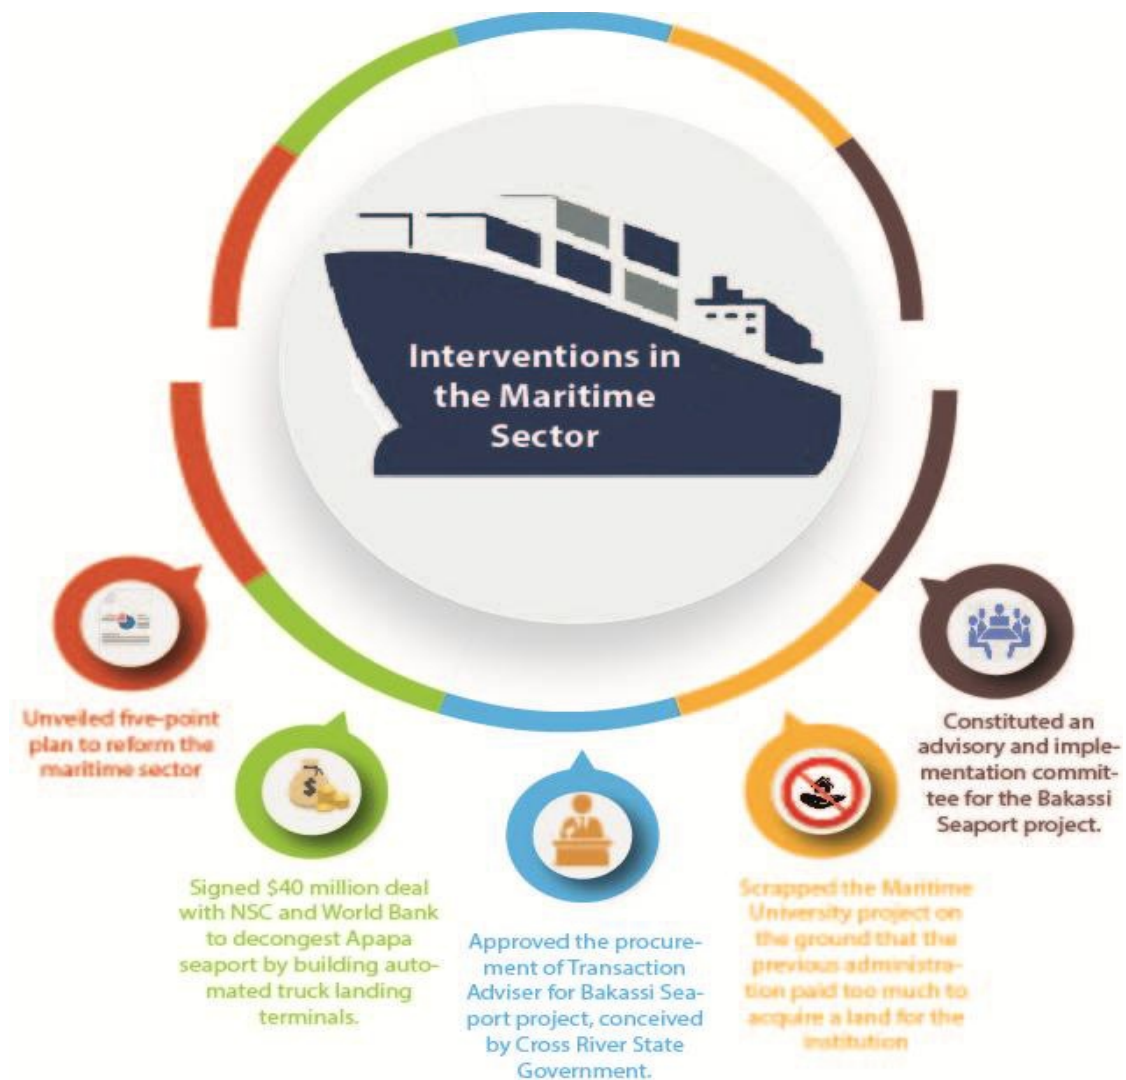 Interventions in
the Maritime
Sector
Unveiled five-point
plan to reform the
maritime sector
Signed $40 million deal
with NSC and World Bank
to decongest Apapa
seaport by building auto-
mated truck landing
terminals.
Approved the procure-
ment of Transaction
Adviser for Bakassi Sea-
port project, conceived
by Cross River State
Government.
Scrapped the Maritime
University project on
the ground that the
previous administra-
tion paid too much to
acquire a land for the
institution
Constituted an
advisory and imple-
mentation commit-
tee for the Bakassi
Seaport project.